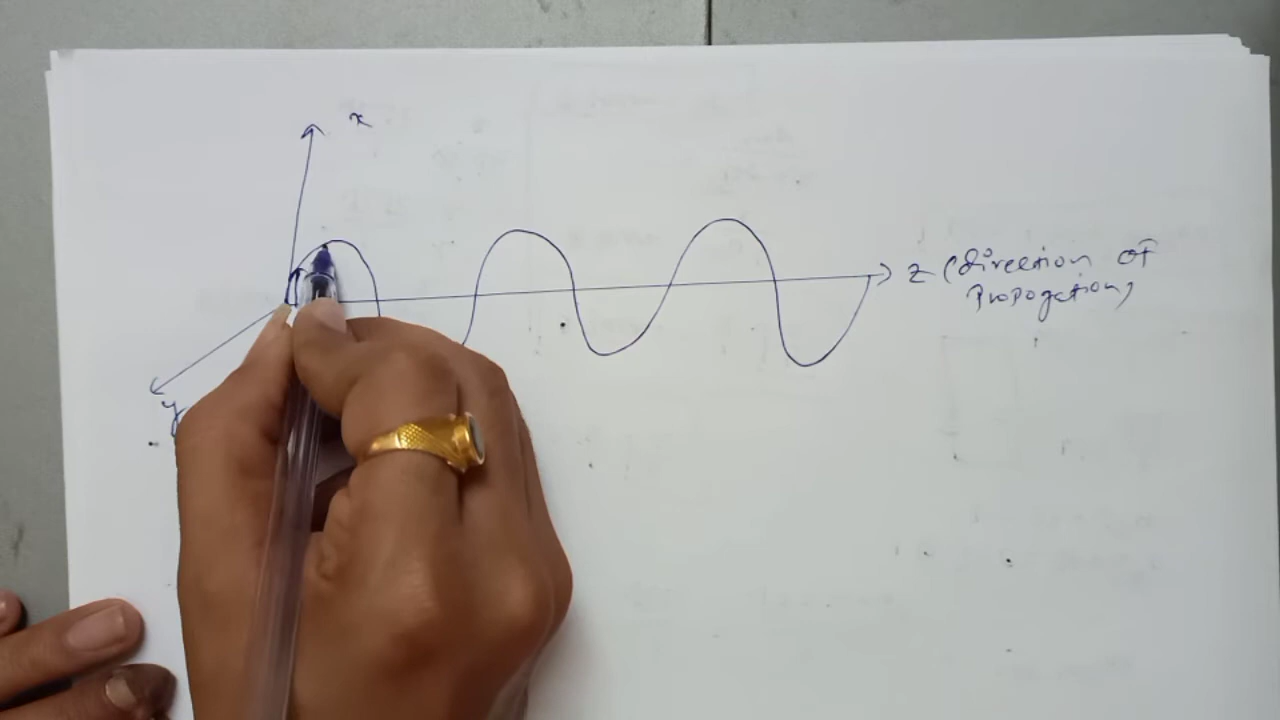 x
z (direction of
propogation)
y